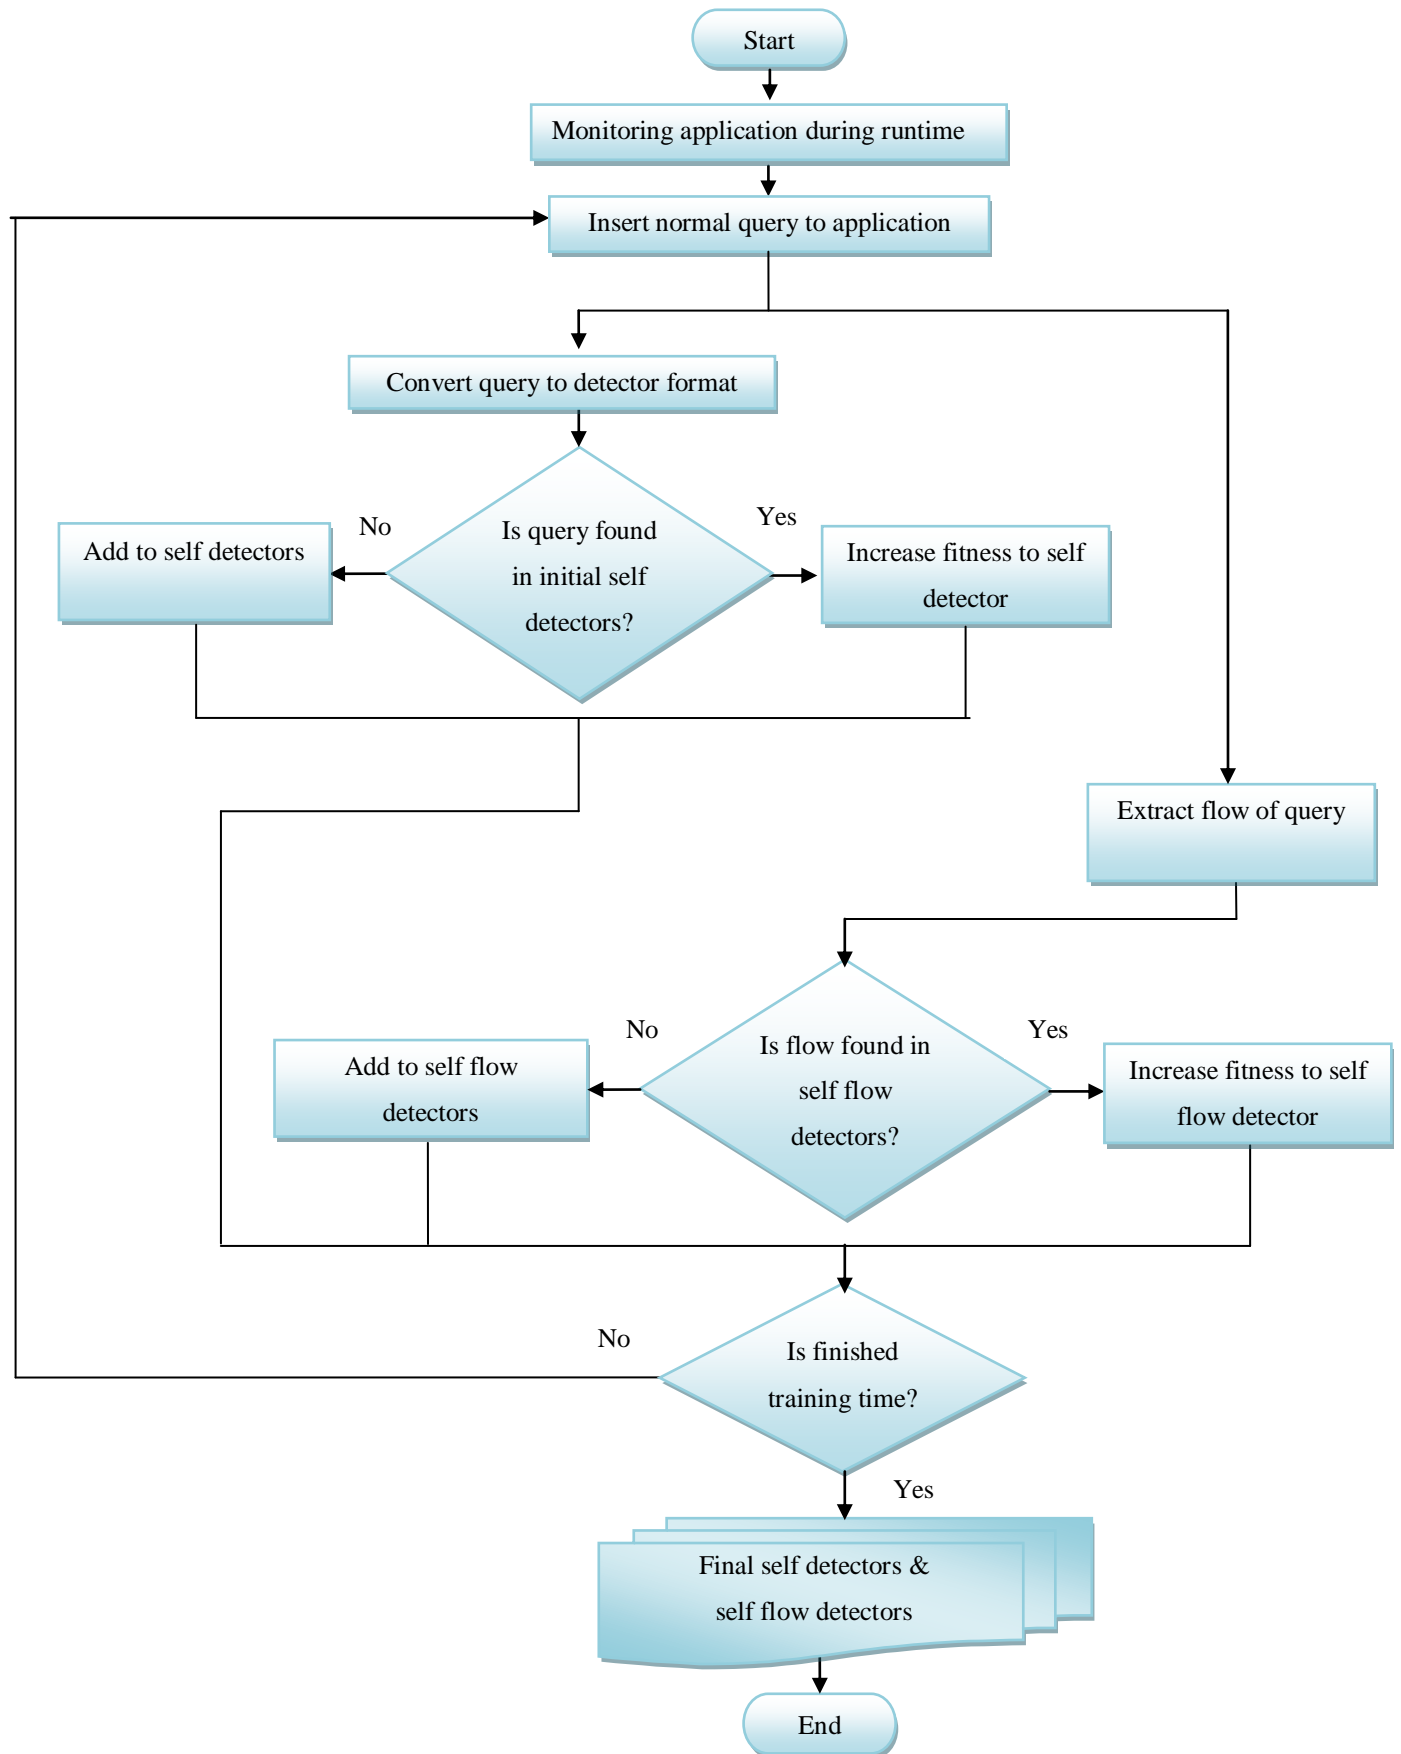 Start
Monitoring application during runtime
Insert normal query to application
Convert query to detector format
No
Yes
Add to self detectors
Is query found
in initial self
detectors?
Increase fitness to self
detector
Extract flow of query
No
Yes
Add to self flow
detectors
Is flow found in
self flow
detectors?
Increase fitness to self
flow detector
No
Is finished
training time?
Yes
Final self detectors &
self flow detectors
End